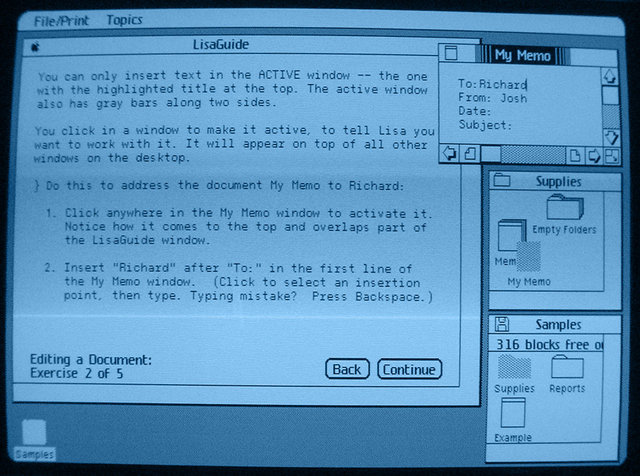 File/Print Topics
LisaGuide
You can only insert text in the ACTIVE window -- the one
with the highlighted title at the top. The active window
also has gray bars along two sides.
You click in a window to make it active, to tell Lisa you
want to work with it. It will appear on top of all other
windows on the desktop.
} Do this to address the document My Memo to Richard:
1. Click anywhere in the My Memo window to activate it.
Notice how it comes to the top and overlaps part of
the LisaGuide window.
2. Insert "Richard" after "To:" in the first line of
the My Memo window. (Click to select an insertion
point, then type. Typing mistake? Press Backspace.)
Editing a Document:
Exercise 2 of 5
Back
Continue
My Memo
To:Richard
From: Josh
Date:
Subject:
Supplies
Empty Folders
Mem
My Memo
Samples
316 blocks free o
Supplies
Reports
Example
Samples